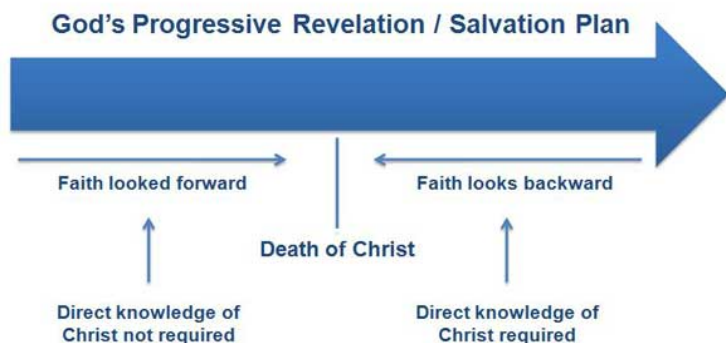 God's Progressive Revelation / Salvation Plan
Faith looked forward
Faith looks backward
Death of Christ
Direct knowledge of
Christ not required
Direct knowledge of
Christ required